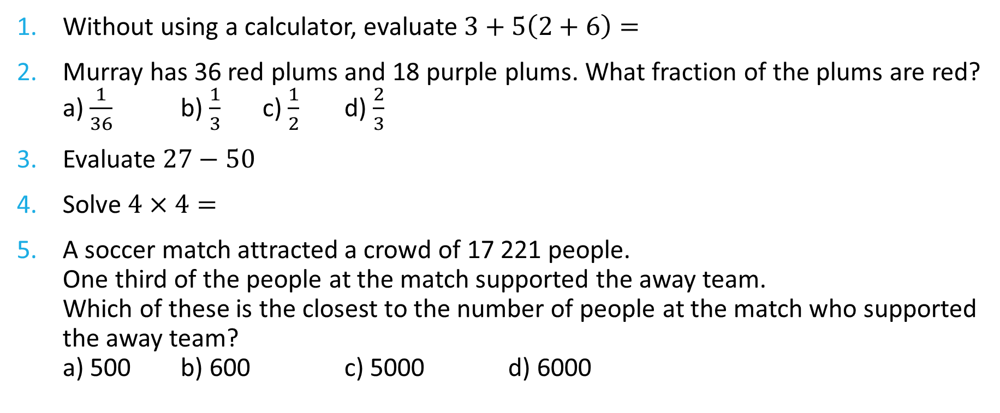 1. Without using a calculator, evaluate 3 + 5(2 + 6) =
2. Murray has 36 red plums and 18 purple plums. What fraction of the plums are red?
a) 1/36 b) 1/3 c) 1/2 d) 2/3
3. Evaluate 27 − 50
4. Solve 4 × 4 =
5. A soccer match attracted a crowd of 17 221 people.
One third of the people at the match supported the away team.
Which of these is the closest to the number of people at the match who supported
the away team?
a) 500 b) 600 c) 5000 d) 6000